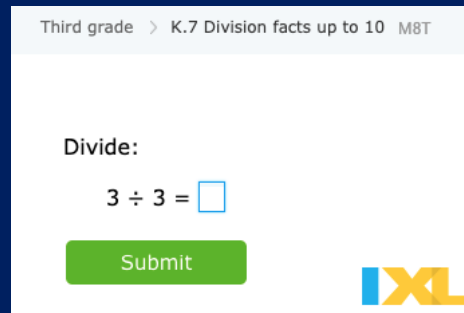 Third grade > K.7 Division facts up to 10 M8T
Divide:
3 ÷ 3 =
Submit
IXL